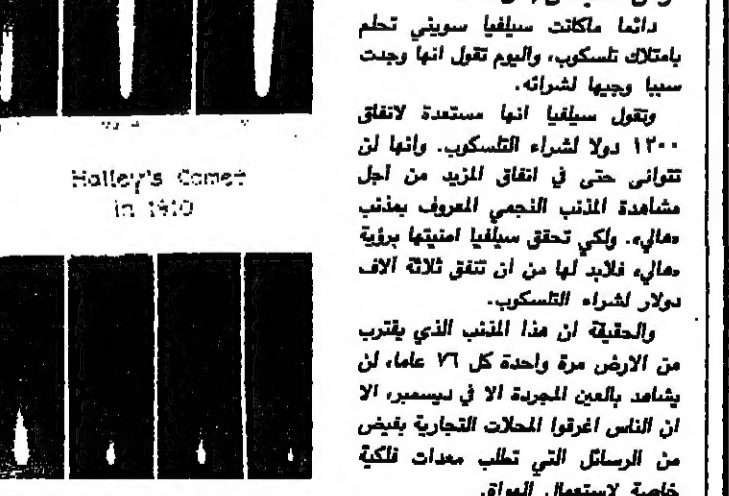 دائما ماكانت سيلفيا سويني تحلم
بامتلاك تلسكوب، واليوم تقول انها وجدت
سببا وجيها لشرائه.
وتقول سيلفيا انها مستعدة لانفاق
١٣٠٠ دولا لشراء التلسكوب. وانها لن
تتوانى حتى في انفاق المزيد من أجل
مشاهدة المذنب النجمي المعروف بمذنب
«هالي». ولكي تحقق سيلفيا امنيتها برؤية
«هالي» فلابد لها من ان تنفق ثلاثة آلاف
دولار لشراء التلسكوب.
والحقيقة ان هذا المذنب الذي يقترب
من الارض مرة واحدة كل ٧٦ عاما، لن
يشاهد بالعين المجردة الا في ديسمبر، الا
ان الناس اغرقوا المحلات التجارية بفيض
من الرسائل التي تطلب معدات فلكية
خاصية لاستعمال الهواة.
Halley's Comet
in 1910